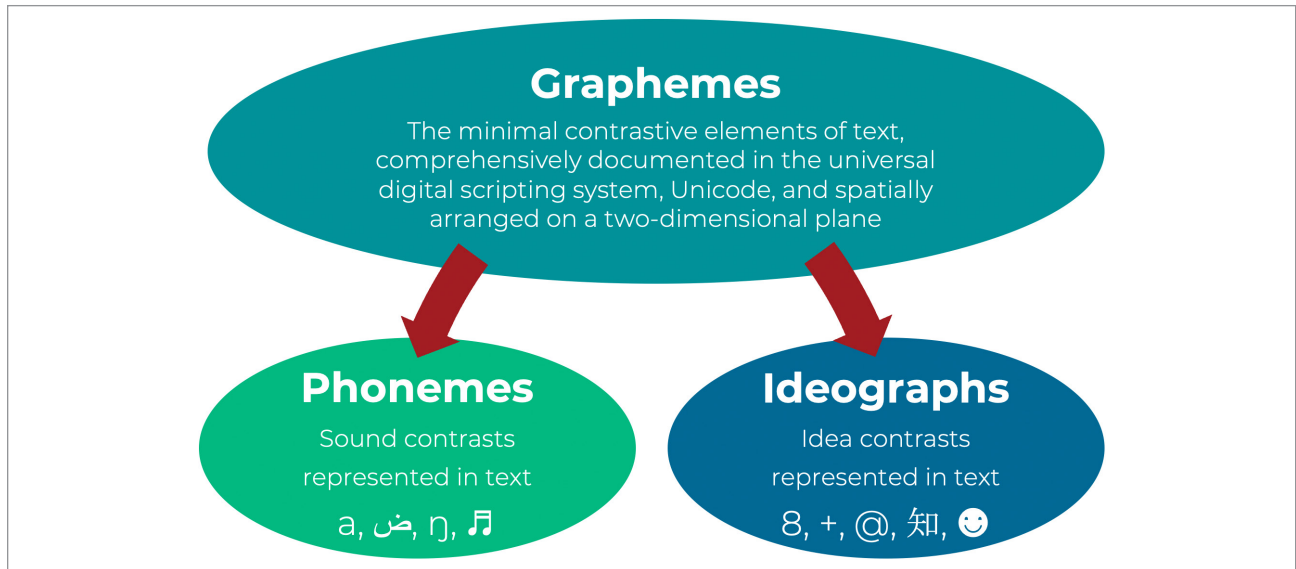 Graphemes
The minimal contrastive elements of text,
comprehensively documented in the universal
digital scripting system, Unicode, and spatially
arranged on a two-dimensional plane
Phonemes
Sound contrasts
represented in text
a, ض, ŋ, ♬
Ideographs
Idea contrasts
represented in text
8, +, @, 知, ☻